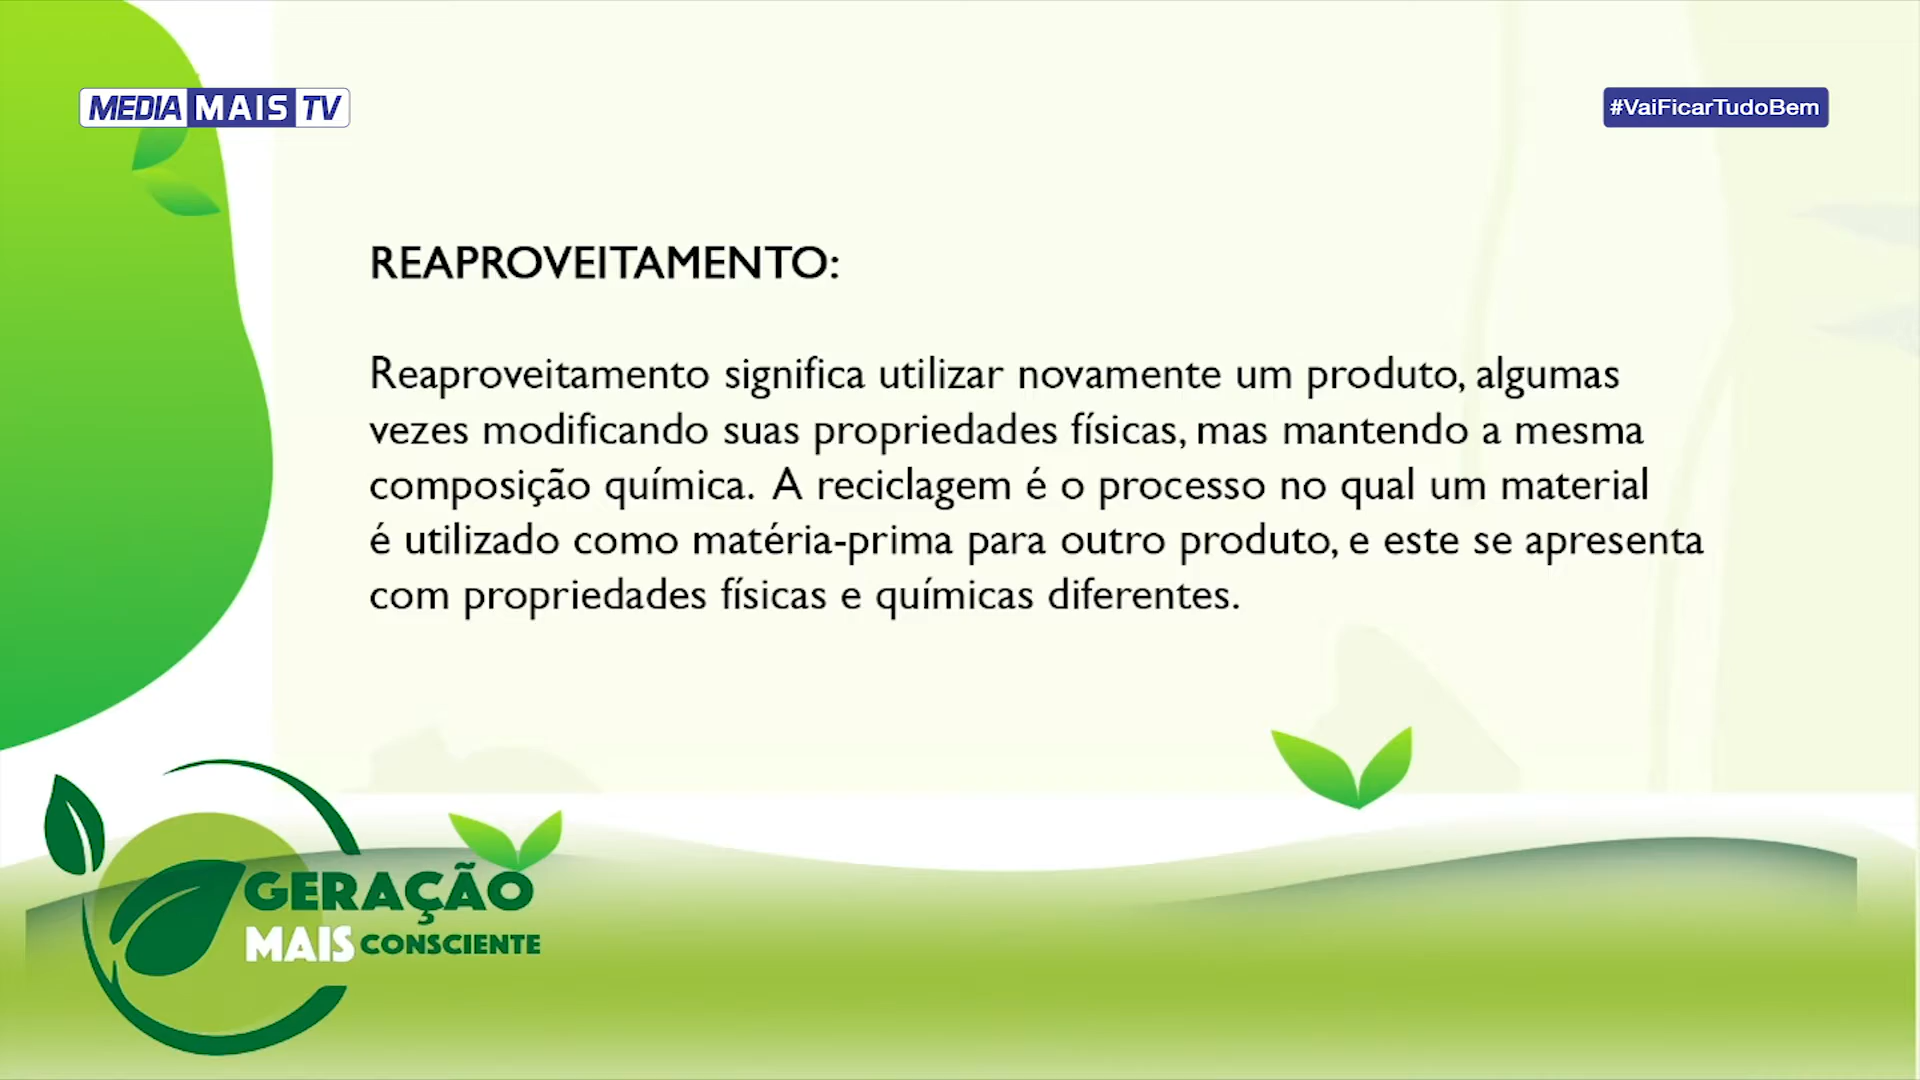 MEDIA MAIS TV
#VaiFicarTudoBem
REAPROVEITAMENTO:
Reaproveitamento significa utilizar novamente um produto, algumas
vezes modificando suas propriedades físicas, mas mantendo a mesma
composição química. A reciclagem é o processo no qual um material
é utilizado como matéria-prima para outro produto, e este se apresenta
com propriedades físicas e químicas diferentes.
GERAÇÃO
MAIS CONSCIENTE